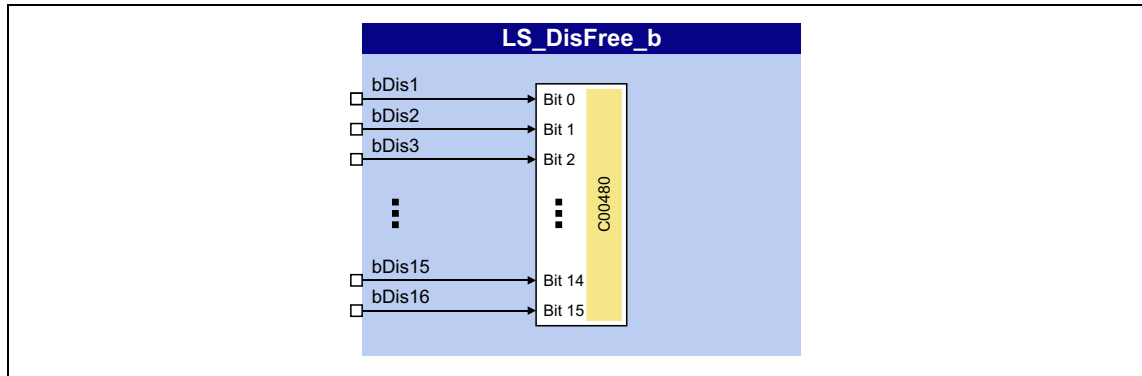 LS_DisFree_b
bDis1
Bit 0
bDis2
Bit 1
bDis3
Bit 2
C00480
bDis15
Bit 14
bDis16
Bit 15